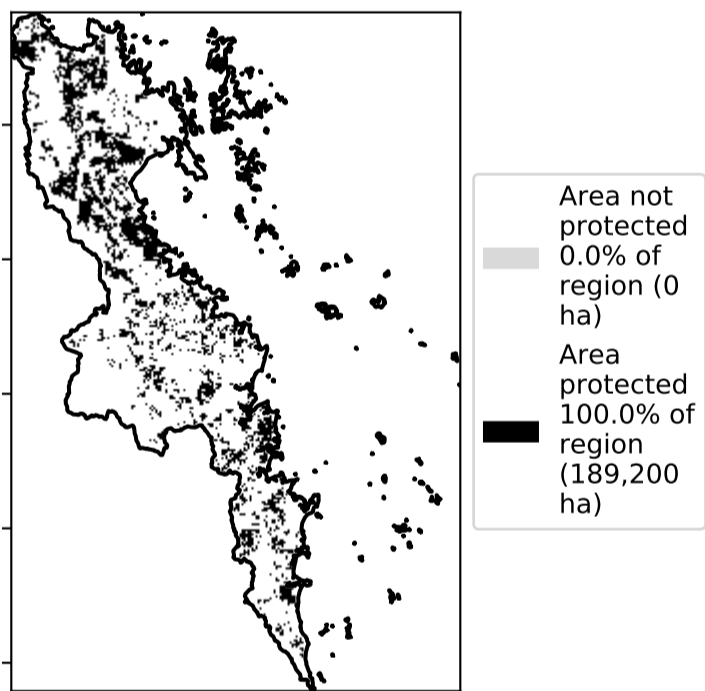 Area not
protected
0.0% of
region (0
ha)
Area
protected
100.0% of
region
(189,200
ha)